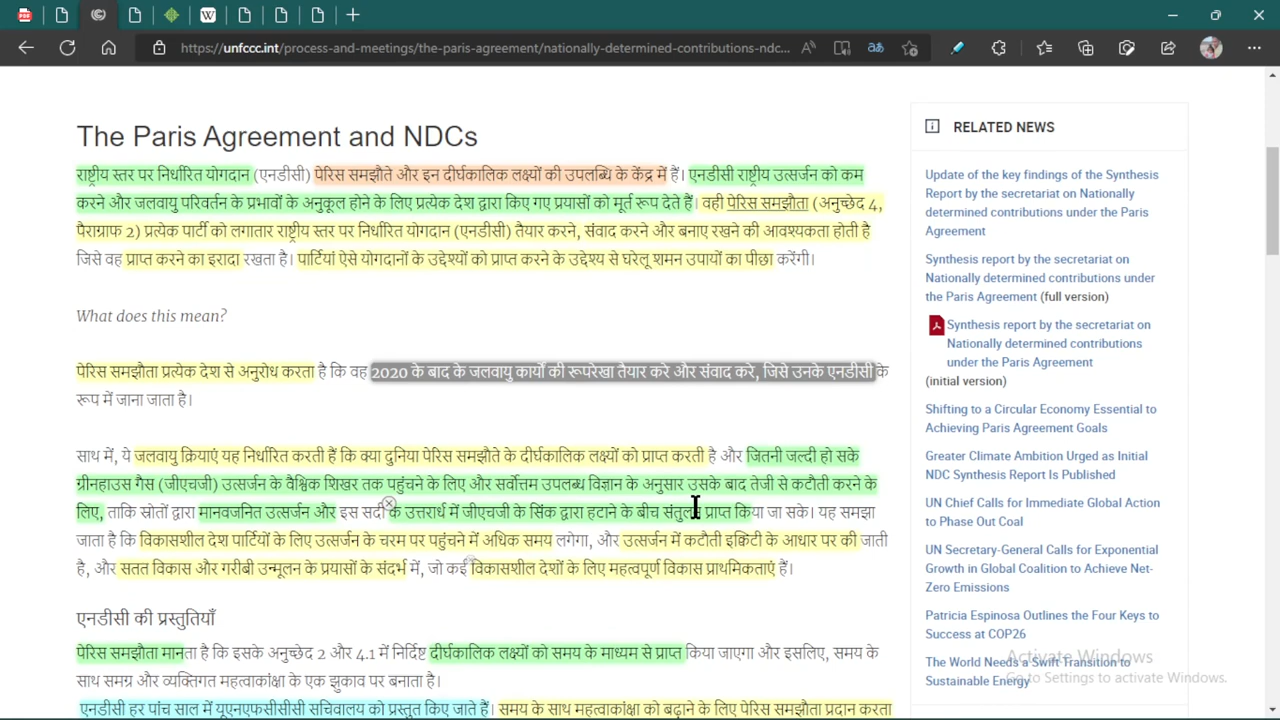 https://unfccc.int/process-and-meetings/the-paris-agreement/nationally-determined-contributions-ndc...
The Paris Agreement and NDCs
राष्ट्रीय स्तर पर निर्धारित योगदान (एनडीसी) पेरिस समझौते और इन दीर्घकालिक लक्ष्यों की उपलब्धि के केंद्र में हैं। एनडीसी राष्ट्रीय उत्सर्जन को कम
करने और जलवायु परिवर्तन के प्रभावों के अनुकूल होने के लिए प्रत्येक देश द्वारा किए गए प्रयासों को मूर्त रूप देते हैं। वही पेरिस समझौता (अनुच्छेद 4,
पैराग्राफ 2) प्रत्येक पार्टी को लगातार राष्ट्रीय स्तर पर निर्धारित योगदान (एनडीसी) तैयार करने, संवाद करने और बनाए रखने की आवश्यकता होती है
जिसे वह प्राप्त करने का इरादा रखता है। पार्टियां ऐसे योगदानों के उद्देश्यों को प्राप्त करने के उद्देश्य से घरेलू शमन उपायों का पीछा करेंगी।
What does this mean?
पेरिस समझौता प्रत्येक देश से अनुरोध करता है कि वह 2020 के बाद के जलवायु कार्यों की रूपरेखा तैयार करे और संवाद करे, जिसे उनके एनडीसी के
रूप में जाना जाता है।
साथ में, ये जलवायु क्रियाएं यह निर्धारित करती हैं कि क्या दुनिया पेरिस समझौते के दीर्घकालिक लक्ष्यों को प्राप्त करती है और जितनी जल्दी हो सके
ग्रीनहाउस गैस (जीएचजी) उत्सर्जन के वैश्विक शिखर तक पहुंचने के लिए और सर्वोत्तम उपलब्ध विज्ञान के अनुसार उसके बाद तेजी से कटौती करने के
लिए, ताकि स्रोतों द्वारा मानवजनित उत्सर्जन और इस सदी के उत्तरार्ध में जीएचजी के सिंक द्वारा हटाने के बीच संतुलन प्राप्त किया जा सके। यह समझा
जाता है कि विकासशील देश पार्टियों के लिए उत्सर्जन के चरम पर पहुंचने में अधिक समय लगेगा, और उत्सर्जन में कटौती इक्विटी के आधार पर की जाती
है, और सतत विकास और गरीबी उन्मूलन के प्रयासों के संदर्भ में, जो कई विकासशील देशों के लिए महत्वपूर्ण विकास प्राथमिकताएं हैं।
एनडीसी की प्रस्तुतियाँ
पेरिस समझौता मानता है कि इसके अनुच्छेद 2 और 4.1 में निर्दिष्ट दीर्घकालिक लक्ष्यों को समय के माध्यम से प्राप्त किया जाएगा और इसलिए, समय के
साथ समग्र और व्यक्तिगत महत्वाकांक्षा के एक झुकाव पर बनाता है।
एनडीसी हर पांच साल में यूएनएफसीसीसी सचिवालय को प्रस्तुत किए जाते हैं। समय के साथ महत्वाकांक्षा को बढ़ाने के लिए पेरिस समझौता प्रदान करता
RELATED NEWS
Update of the key findings of the Synthesis
Report by the secretariat on Nationally
determined contributions under the Paris
Agreement
Synthesis report by the secretariat on
Nationally determined contributions under
the Paris Agreement (full version)
Synthesis report by the secretariat on
Nationally determined contributions
under the Paris Agreement
(initial version)
Shifting to a Circular Economy Essential to
Achieving Paris Agreement Goals
Greater Climate Ambition Urged as Initial
NDC Synthesis Report Is Published
UN Chief Calls for Immediate Global Action
to Phase Out Coal
UN Secretary-General Calls for Exponential
Growth in Global Coalition to Achieve Net-
Zero Emissions
Patricia Espinosa Outlines the Four Keys to
Success at COP26
The World Needs a Swift Transition to
Sustainable Energy
Activate Windows
Go to Settings to activate Windows.